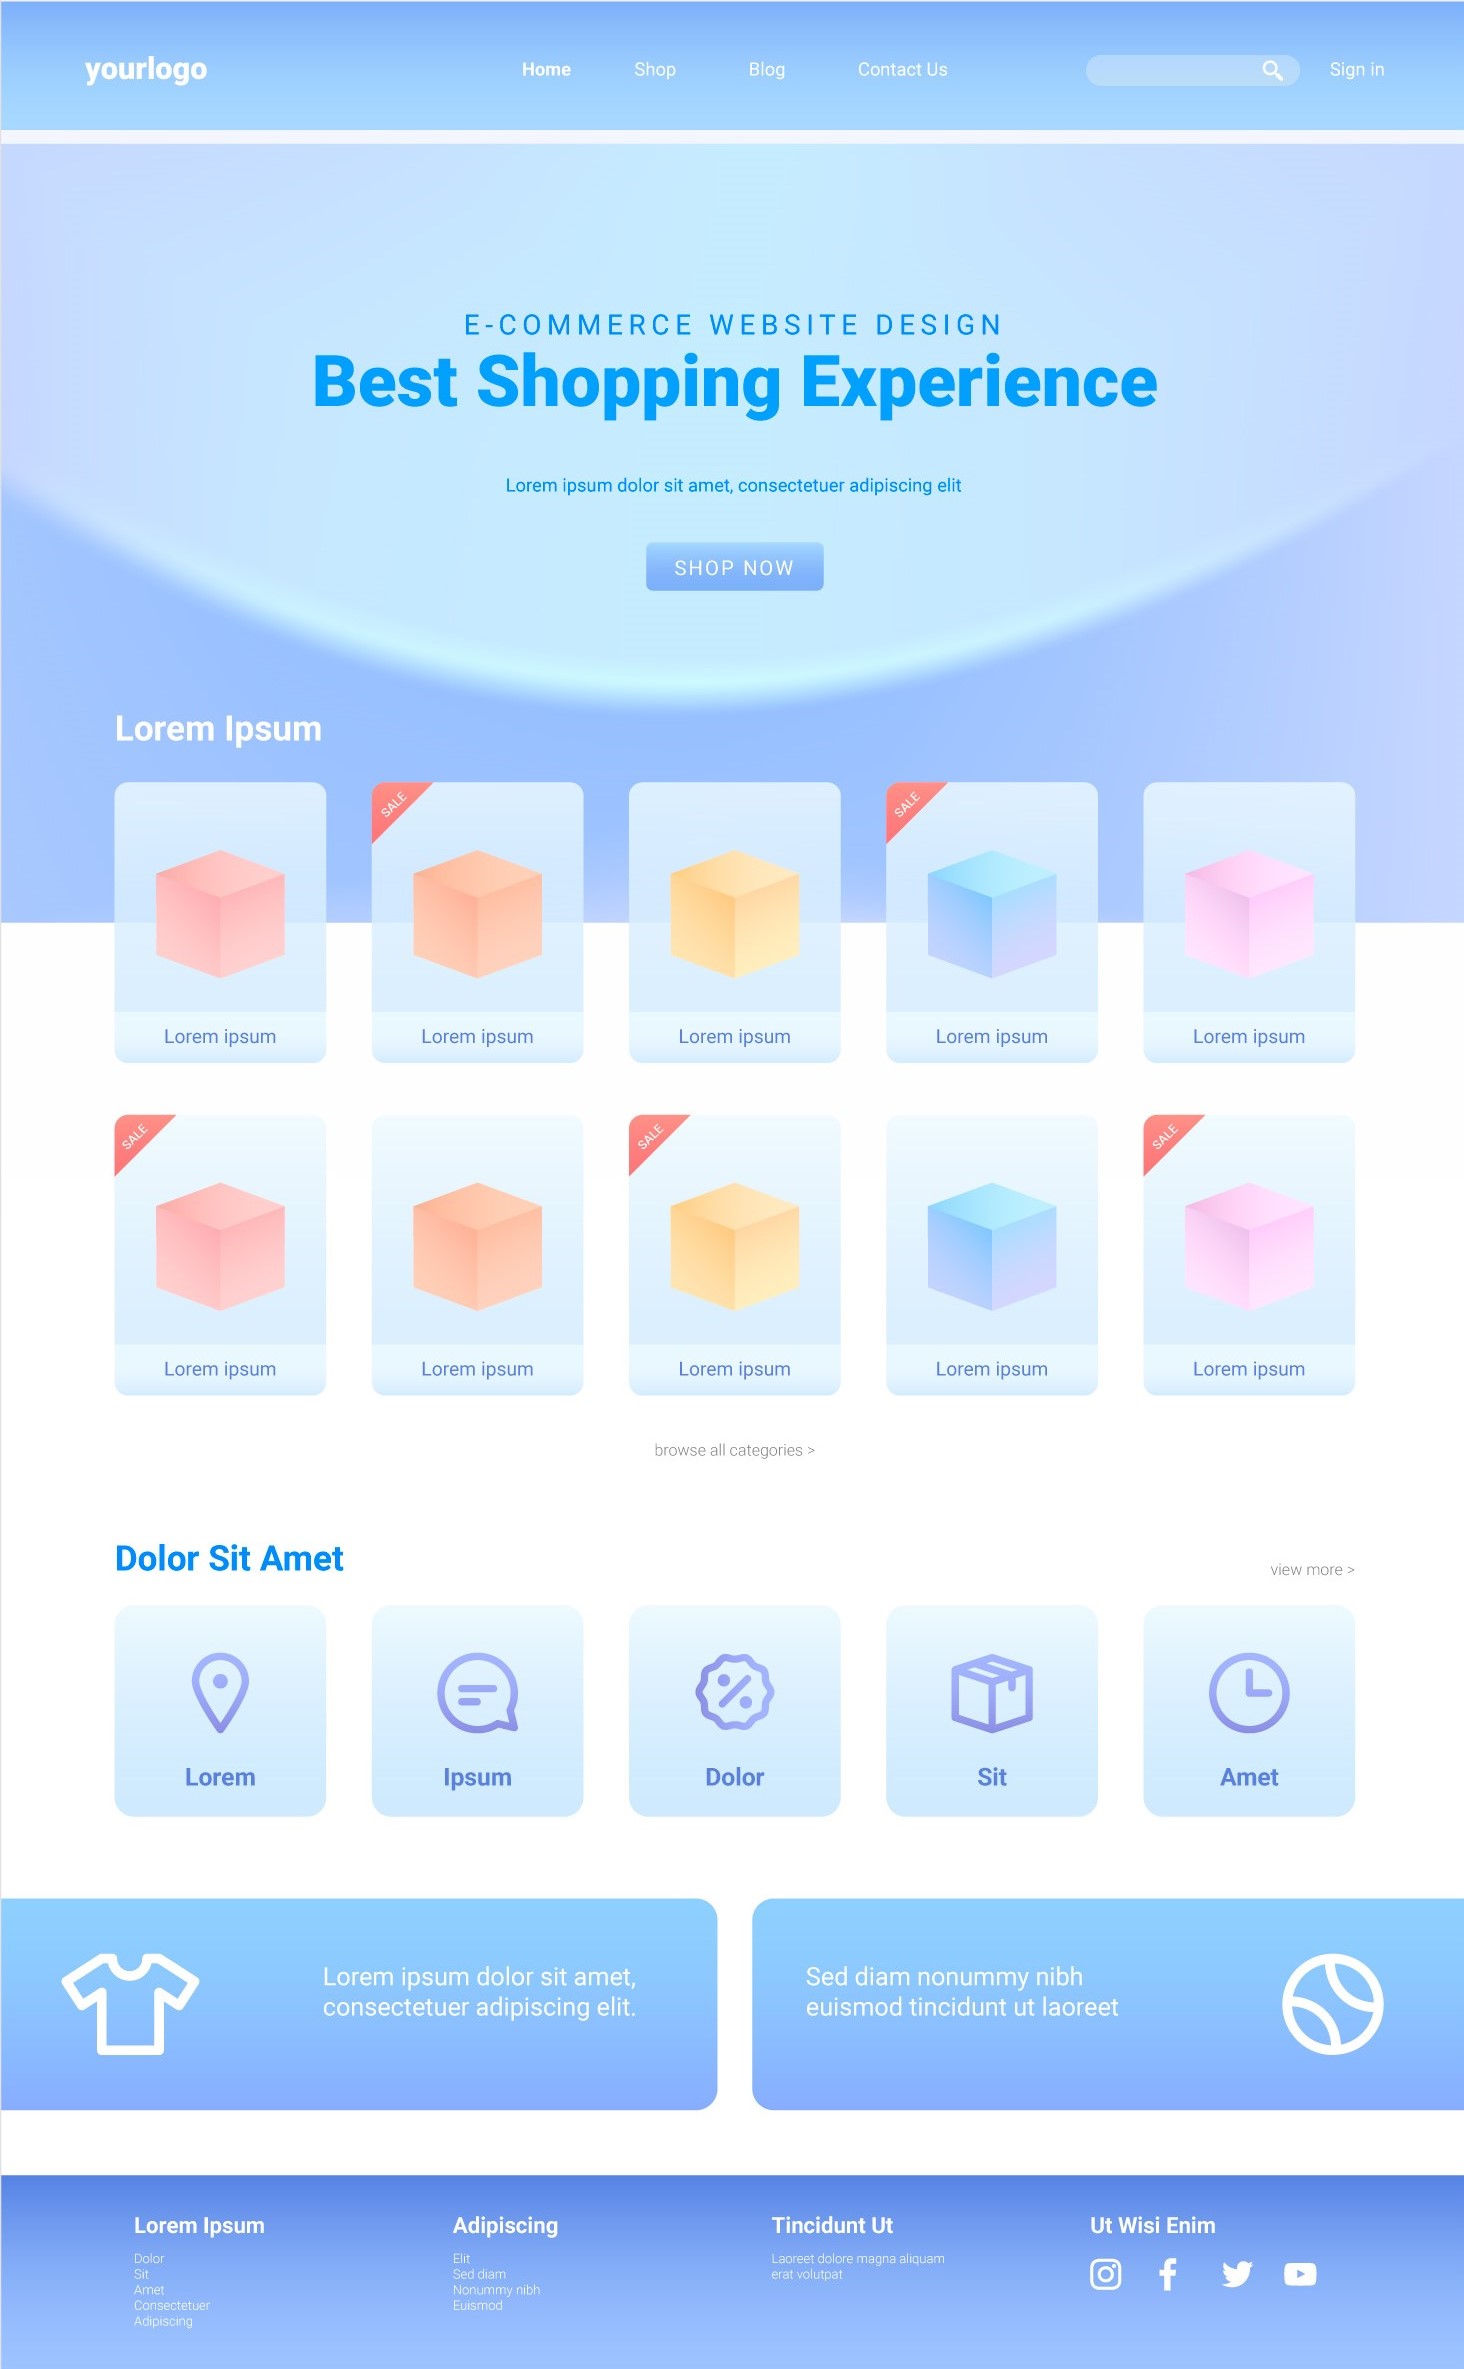 yourlogo
Home
Shop
Blog
Contact Us
Sign in
E-COMMERCE WEBSITE DESIGN
Best Shopping Experience
Lorem ipsum dolor sit amet, consectetuer adipiscing elit
SHOP NOW
Lorem Ipsum
SALE
SALE
Lorem ipsum
Lorem ipsum
Lorem ipsum
Lorem ipsum
Lorem ipsum
SALE
SALE
SALE
Lorem ipsum
Lorem ipsum
Lorem ipsum
Lorem ipsum
Lorem ipsum
browse all categories >
Dolor Sit Amet
view more >
Lorem
Ipsum
Dolor
Sit
Amet
Lorem ipsum dolor sit amet,
consectetuer adipiscing elit.
Sed diam nonummy nibh
euismod tincidunt ut laoreet
Lorem Ipsum
Dolor
Sit
Amet
Consectetuer
Adipiscing
Adipiscing
Elit
Sed diam
Nonummy nibh
Euismod
Tincidunt Ut
Laoreet dolore magna aliquam
erat volutpat
Ut Wisi Enim